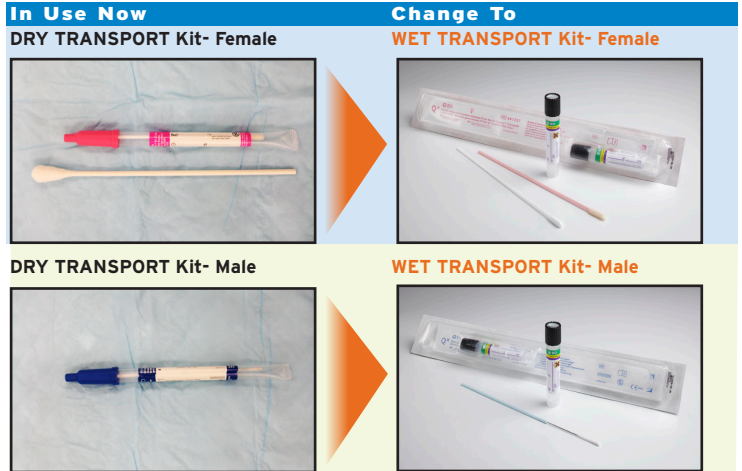 In Use Now
Change To
DRY TRANSPORT Kit- Female
WET TRANSPORT Kit- Female
DRY TRANSPORT Kit- Male
WET TRANSPORT Kit- Male